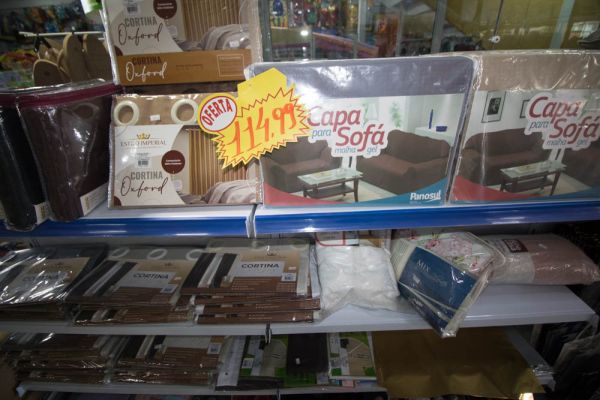 CORTINA
Oxford
CORTINA
Oxford
OFERTA
114,99
ESTILO IMPERIAL
CORTINA
Oxford
Capa
para Sofá
malha gel
Panosul
Capa
para Sofá
malha gel
CORTINA
CORTINA
MIX